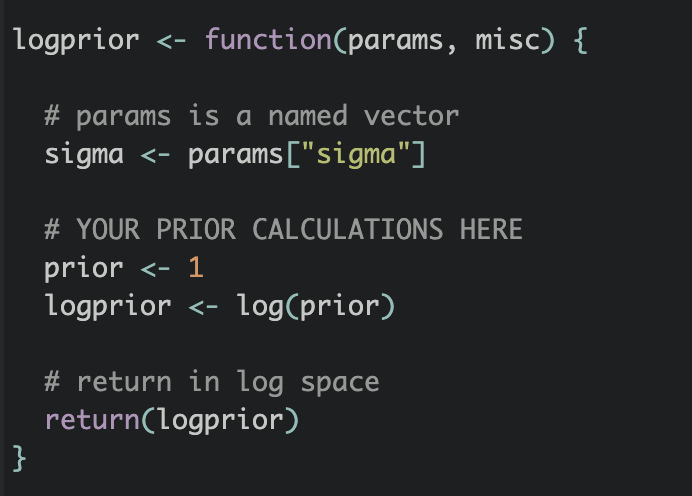 logprior <- function(params, misc) {
# params is a named vector
sigma <- params["sigma"]
# YOUR PRIOR CALCULATIONS HERE
prior <- 1
logprior <- log(prior)
# return in log space
return(logprior)
}